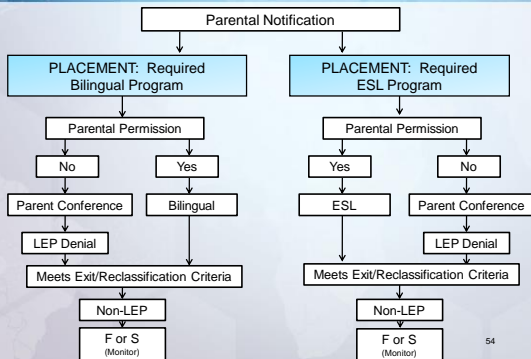 Parental Notification
PLACEMENT: Required
Bilingual Program
PLACEMENT: Required
ESL Program
Parental Permission
Parental Permission
No
Yes
Yes
No
Parent Conference
Bilingual
ESL
Parent Conference
LEP Denial
LEP Denial
Meets Exit/Reclassification Criteria
Meets Exit/Reclassification Criteria
Non-LEP
Non-LEP
F or S
(Monitor)
F or S
(Monitor)
54